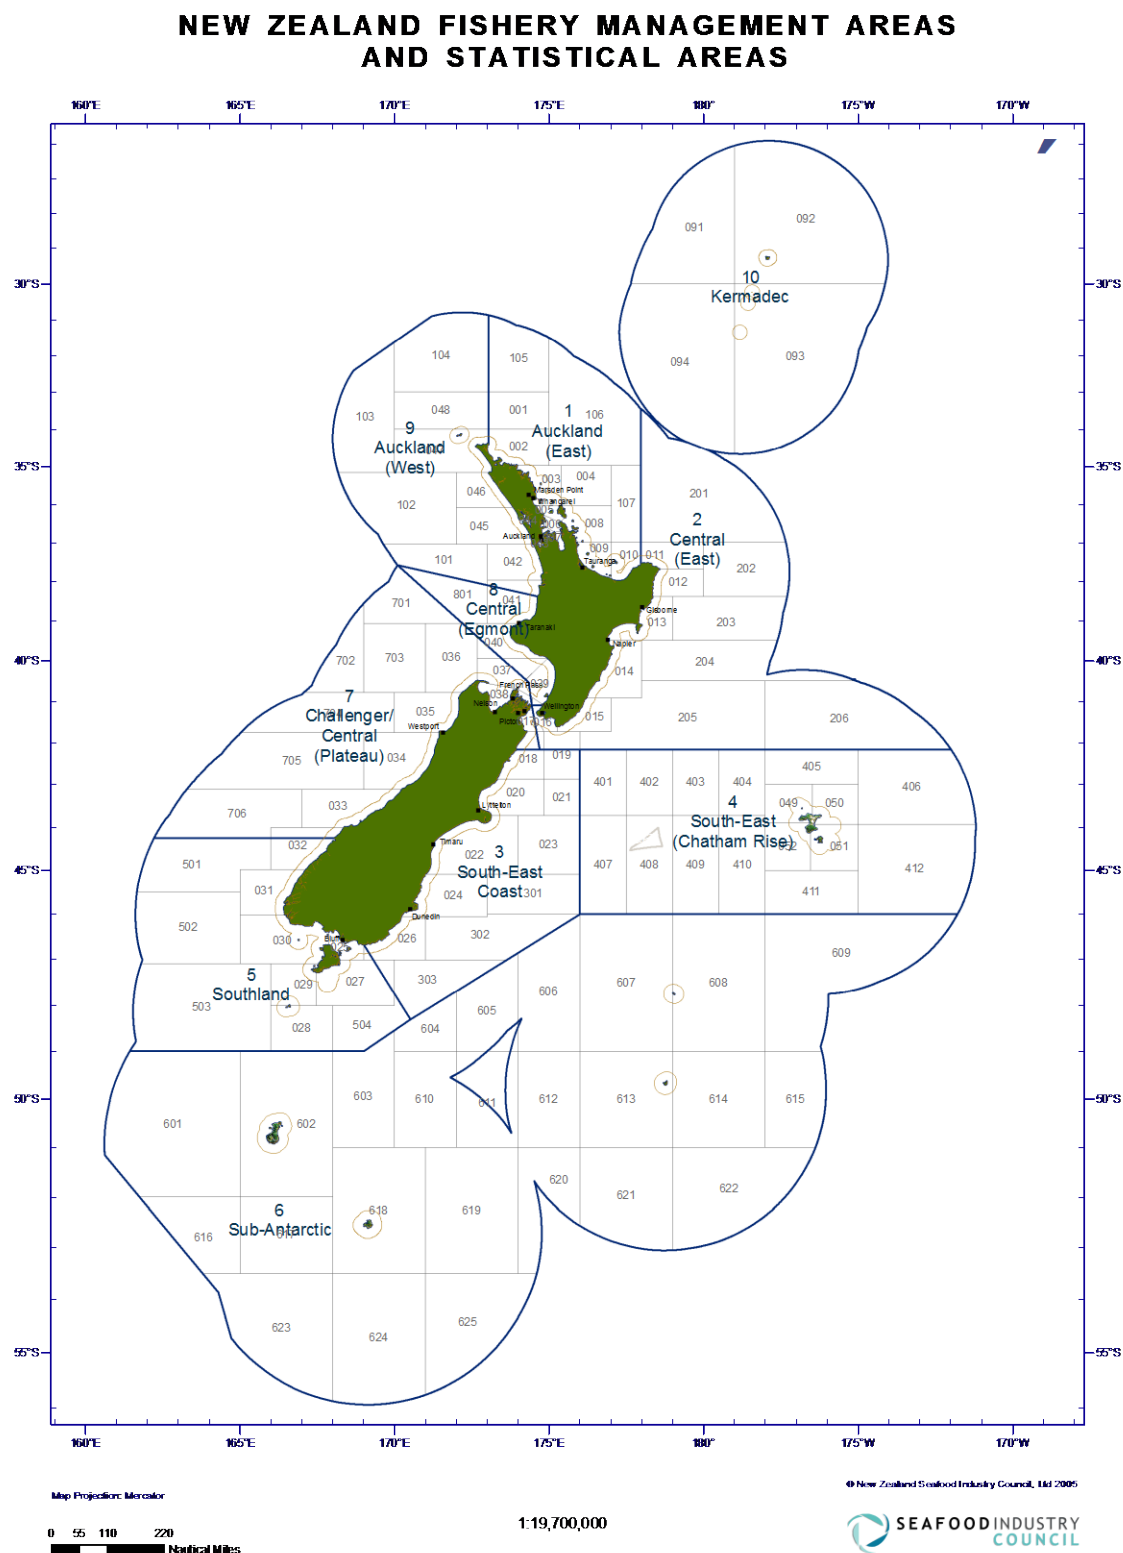 NEW ZEALAND FISHERY MANAGEMENT AREAS
AND STATISTICAL AREAS
160°E 165°E 170°E 175°E 180° 175°W 170°W
091
092
10
Kermadec
30°S 30°S
094
093
104
105
103
048
001
1
106
9
Auckland
(East)
Auckland
(West)
002
35°S 35°S
046
003
004
Marsden Point
Whangarei
107
201
102
045
008
2
Central
(East)
Auckland
009
010
011
101
042
Tauranga
012
202
8
Central
(Egmont)
801
041
701
Gisborne
013
203
Taranaki
Napier
040
702
703
036
037
014
204
40°S 40°S
7
Challenger/
Central
(Plateau)
038
Nelson
Picton
Wellington
035
Westport
015
205
206
705
034
018
019
401
402
403
404
405
406
706
033
020
021
Lyttelton
4
South-East
(Chatham Rise)
049
050
051
032
Timaru
022
023
3
South-East
Coast
501
407
408
409
410
412
45°S 45°S
031
024
301
411
502
Dunedin
030
026
302
609
5
Southland
029
027
303
607
608
503
606
028
504
604
605
601
602
603
610
611
612
613
614
615
50°S 50°S
620
621
622
6
Sub-Antarctic
616
618
619
623
624
625
55°S 55°S
160°E 165°E 170°E 175°E 180° 175°W 170°W
Map Projection: Mercator
© New Zealand Seafood Industry Council, Ltd 2005
0 55 110 220
Nautical Miles
1:19,700,000
SEAFOODINDUSTRY
COUNCIL